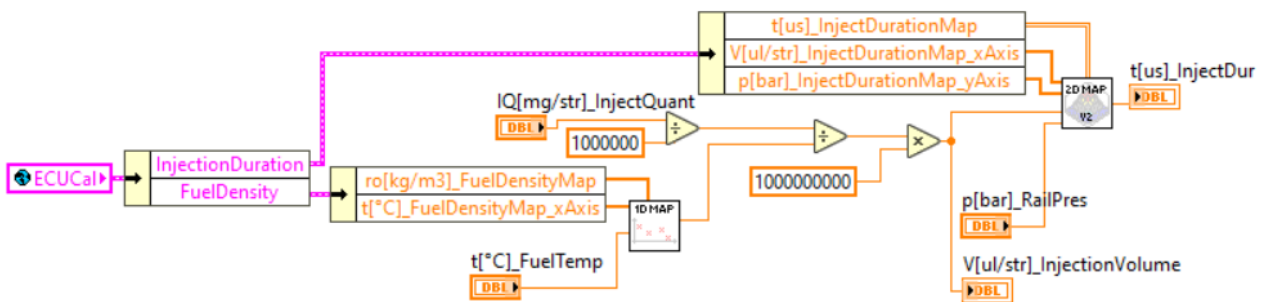 t[us]_InjectDurationMap
V[ul/str]_InjectDurationMap_xAxis
p[bar]_InjectDurationMap_yAxis
t[us]_InjectDur
DBL
2D MAP
V2
IQ[mg/str]_InjectQuant
DBL
1000000
ECUCal
InjectionDuration
FuelDensity
ro[kg/m3]_FuelDensityMap
t[°C]_FuelDensityMap_xAxis
1D MAP
1000000000
p[bar]_RailPres
DBL
t[°C]_FuelTemp
DBL
V[ul/str]_InjectionVolume
DBL